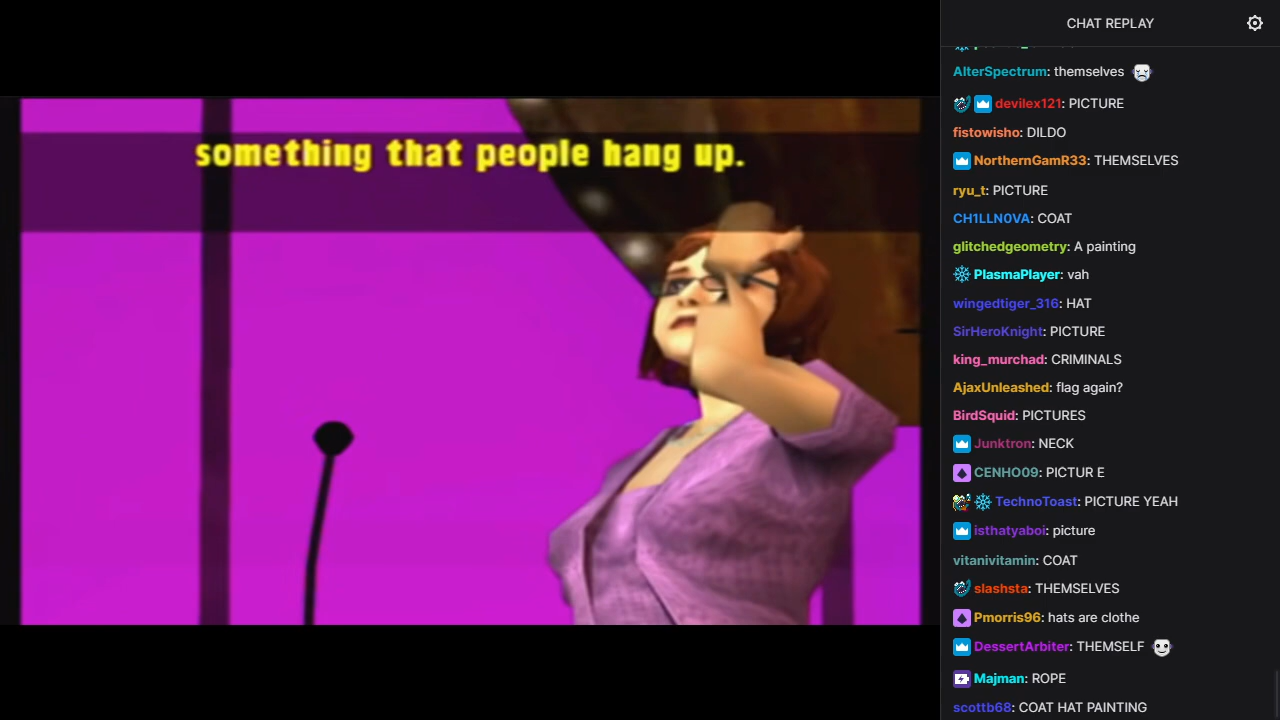 something that people hang up.
CHAT REPLAY
AlterSpectrum: themselves
devilex121: PICTURE
fistowisho: DILDO
NorthernGamR33: THEMSELVES
ryu_t: PICTURE
CH1LLN0VA: COAT
glitchedgeometry: A painting
PlasmaPlayer: vah
wingedtiger_316: HAT
SirHeroKnight: PICTURE
king_murchad: CRIMINALS
AjaxUnleashed: flag again?
BirdSquid: PICTURES
Junktron: NECK
CENHO09: PICTUR E
TechnoToast: PICTURE YEAH
isthatyaboi: picture
vitanivitamin: COAT
slashsta: THEMSELVES
Pmorris96: hats are clothe
DessertArbiter: THEMSELF
Majman: ROPE
scottb68: COAT HAT PAINTING